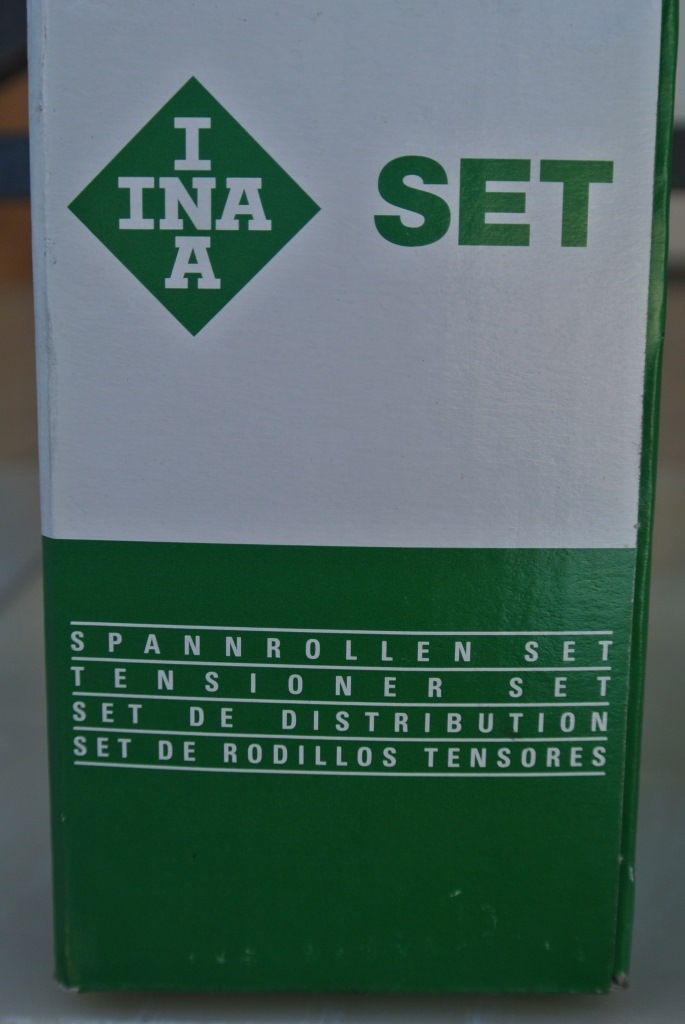 I
INA
A
SET
SPANNROLLEN SET
TENSIONER SET
SET DE DISTRIBUTION
SET DE RODILLOS TENSORES